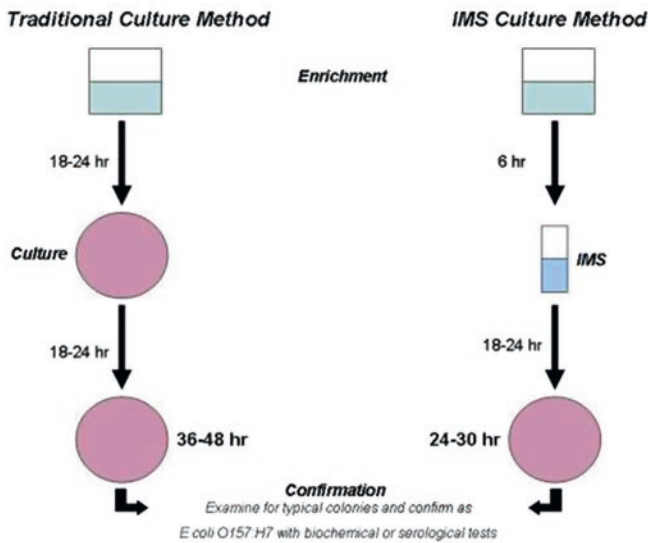 Traditional Culture Method
IMS Culture Method
Enrichment
18-24 hr
6 hr
Culture
IMS
18-24 hr
18-24 hr
36-48 hr
24-30 hr
Confirmation
Examine for typical colonies and confirm as
E coli O157:H7 with biochemical or serological tests